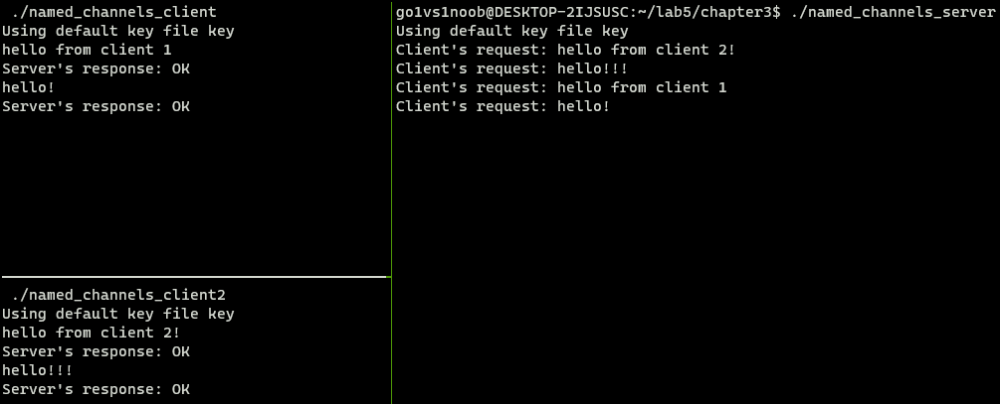 ./named_channels_client
Using default key file key
hello from client 1
Server's response: OK
hello!
Server's response: OK
./named_channels_client2
Using default key file key
hello from client 2!
Server's response: OK
hello!!!
Server's response: OK
go1vs1noob@DESKTOP-2IJSUSC:~/lab5/chapter3$ ./named_channels_server
Using default key file key
Client's request: hello from client 2!
Client's request: hello!!!
Client's request: hello from client 1
Client's request: hello!